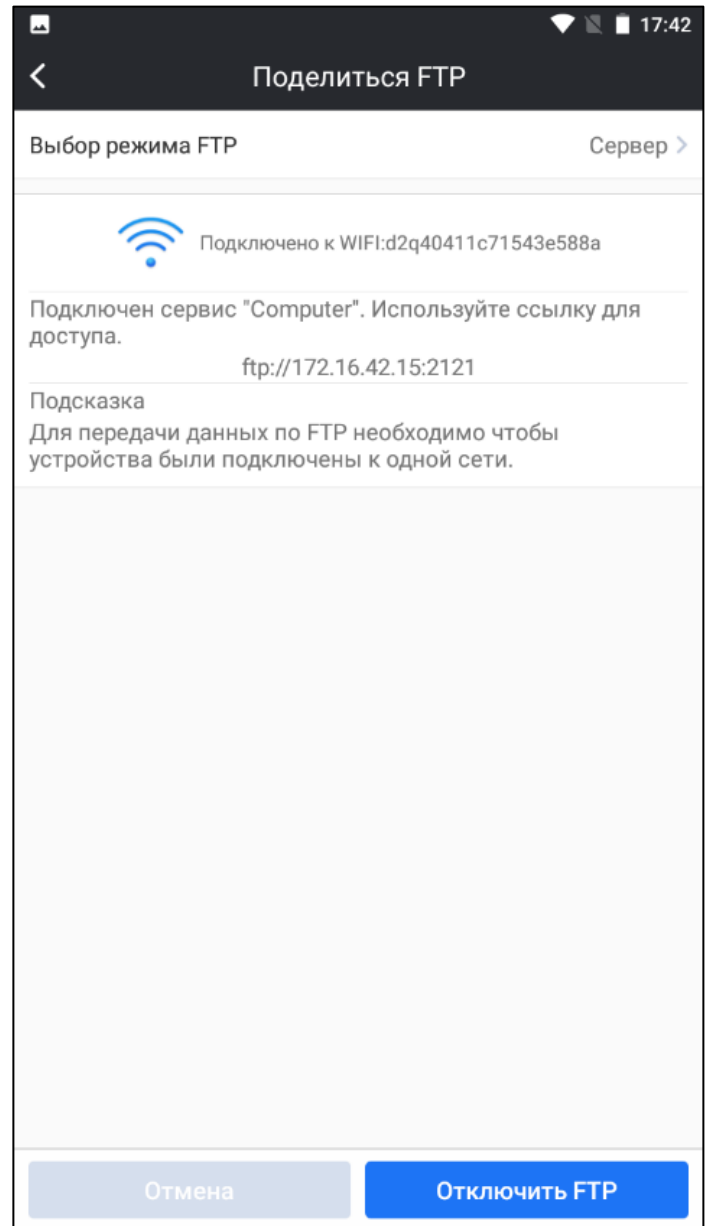 17:42
Поделиться FTP
Выбор режима FTP
Сервер
Подключено к WIFI:d2q40411c71543e588a
Подключен сервис "Computer". Используйте ссылку для
доступа.
ftp://172.16.42.15:2121
Подсказка
Для передачи данных по FTP необходимо чтобы
устройства были подключены к одной сети.
Отмена
Отключить FTP